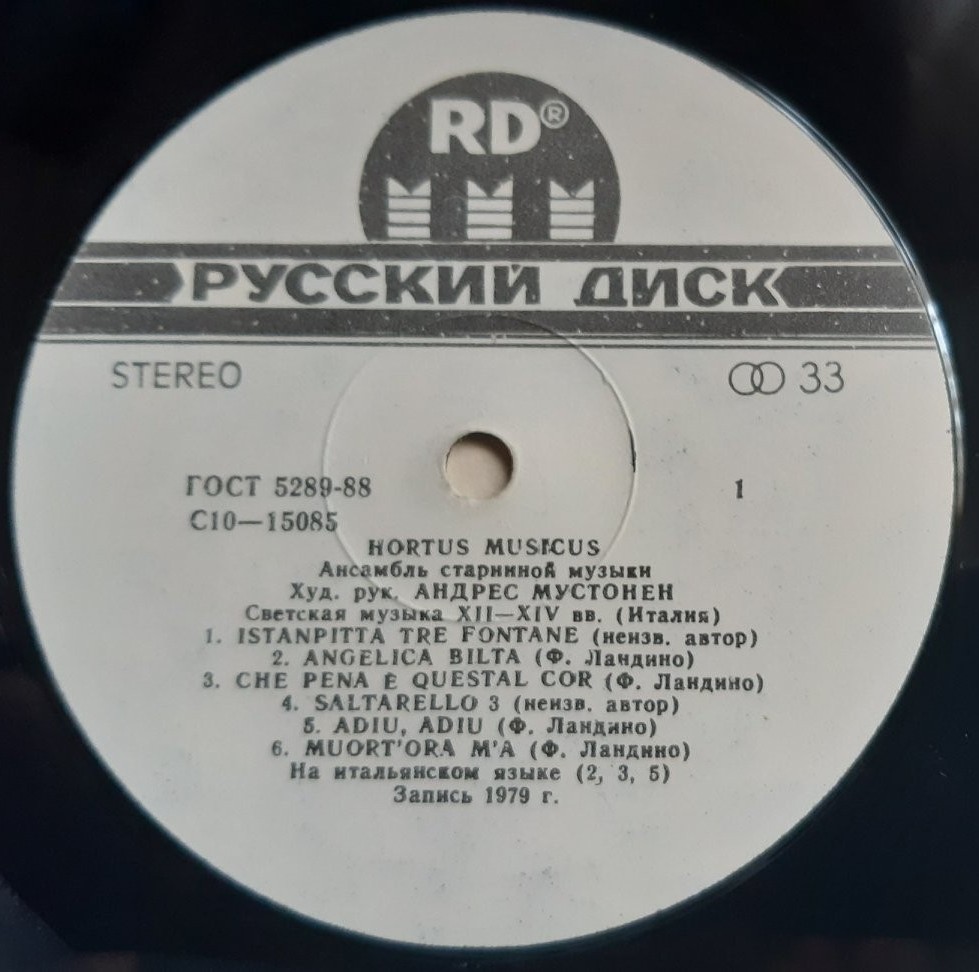 RD®
РУССКИЙ ДИСК
STEREO 33
ГОСТ 5289-88 1
С10—15085
HORTUS MUSICUS
Ансамбль старинной музыки
Худ. рук. АНДРЕС МУСТОНЕН
Светская музыка XII—XIV вв. (Италия)
1. ISTANPITTA TRE FONTANE (неизв. автор)
2. ANGELICA BILTA (Ф. Ландино)
3. CHE PENA È QUESTAL COR (Ф. Ландино)
4. SALTARELLO 3 (неизв. автор)
5. ADIU, ADIU (Ф. Ландино)
6. MUORT'ORA M'A (Ф. Ландино)
На итальянском языке (2, 3, 5)
Запись 1979 г.